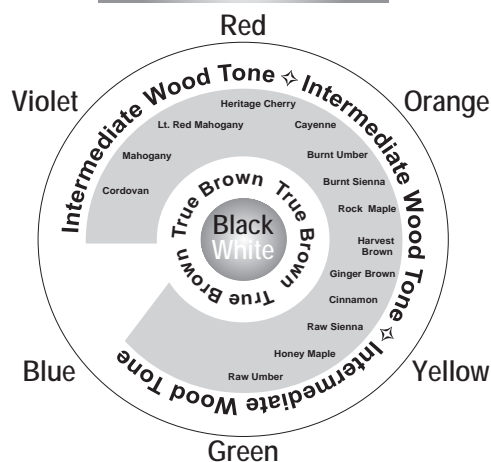 Red
Orange
Yellow
Green
Blue
Violet
Intermediate Wood Tone ✧ Intermediate Wood Tone ✧ Intermediate Wood Tone
Heritage Cherry
Lt. Red Mahogany
Cayenne
Mahogany
Burnt Umber
Cordovan
Burnt Sienna
Rock Maple
Harvest
Brown
Ginger Brown
Cinnamon
Raw Sienna
Honey Maple
Raw Umber
True Brown True Brown True Brown
Black
White